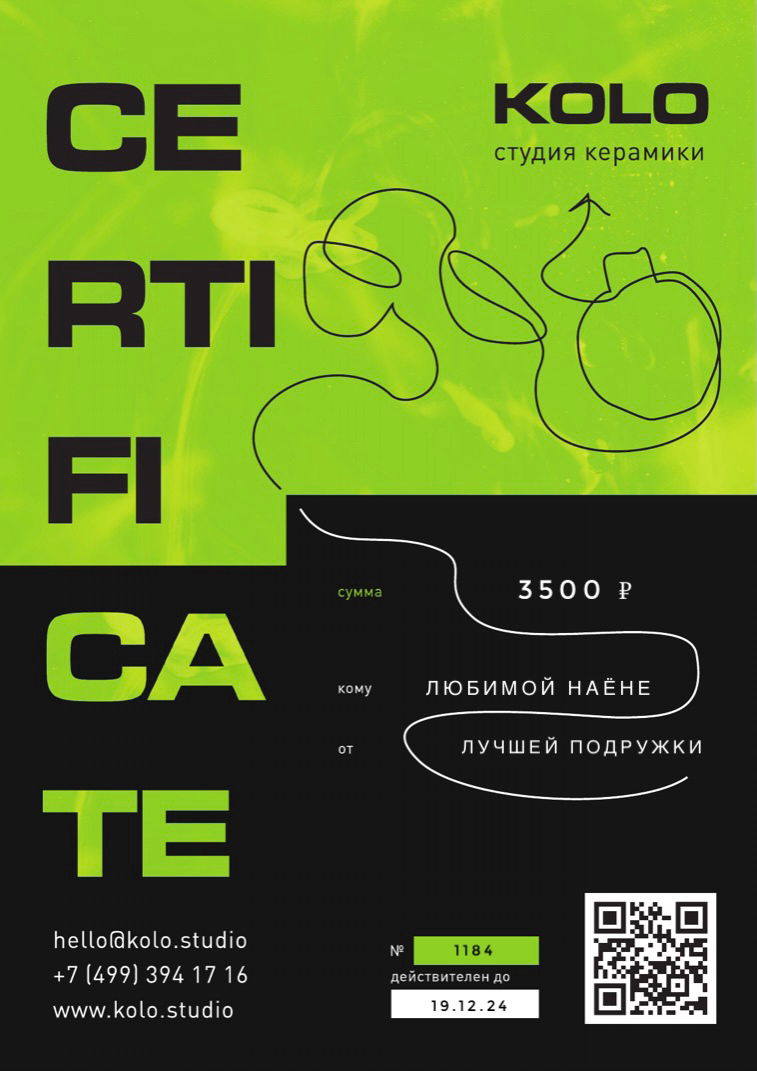 CE
RTI
FI
CA
TE
KOLO
студия керамики
сумма 3500 ₽
кому ЛЮБИМОЙ НАЁНЕ
от ЛУЧШЕЙ ПОДРУЖКИ
hello@kolo.studio
+7 (499) 394 17 16
www.kolo.studio
№ 1184
действителен до
19.12.24